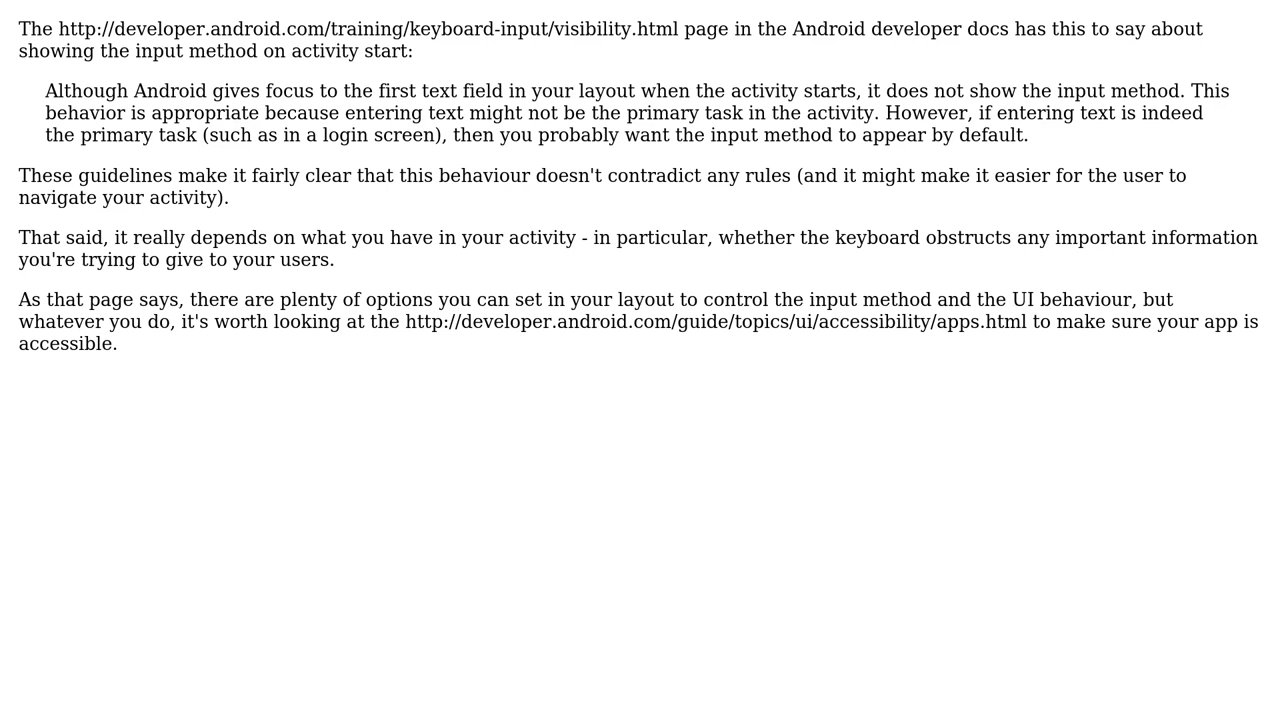 The http://developer.android.com/training/keyboard-input/visibility.html page in the Android developer docs has this to say about
showing the input method on activity start:
Although Android gives focus to the first text field in your layout when the activity starts, it does not show the input method. This
behavior is appropriate because entering text might not be the primary task in the activity. However, if entering text is indeed
the primary task (such as in a login screen), then you probably want the input method to appear by default.
These guidelines make it fairly clear that this behaviour doesn't contradict any rules (and it might make it easier for the user to
navigate your activity).
That said, it really depends on what you have in your activity - in particular, whether the keyboard obstructs any important information
you're trying to give to your users.
As that page says, there are plenty of options you can set in your layout to control the input method and the UI behaviour, but
whatever you do, it's worth looking at the http://developer.android.com/guide/topics/ui/accessibility/apps.html to make sure your app is
accessible.